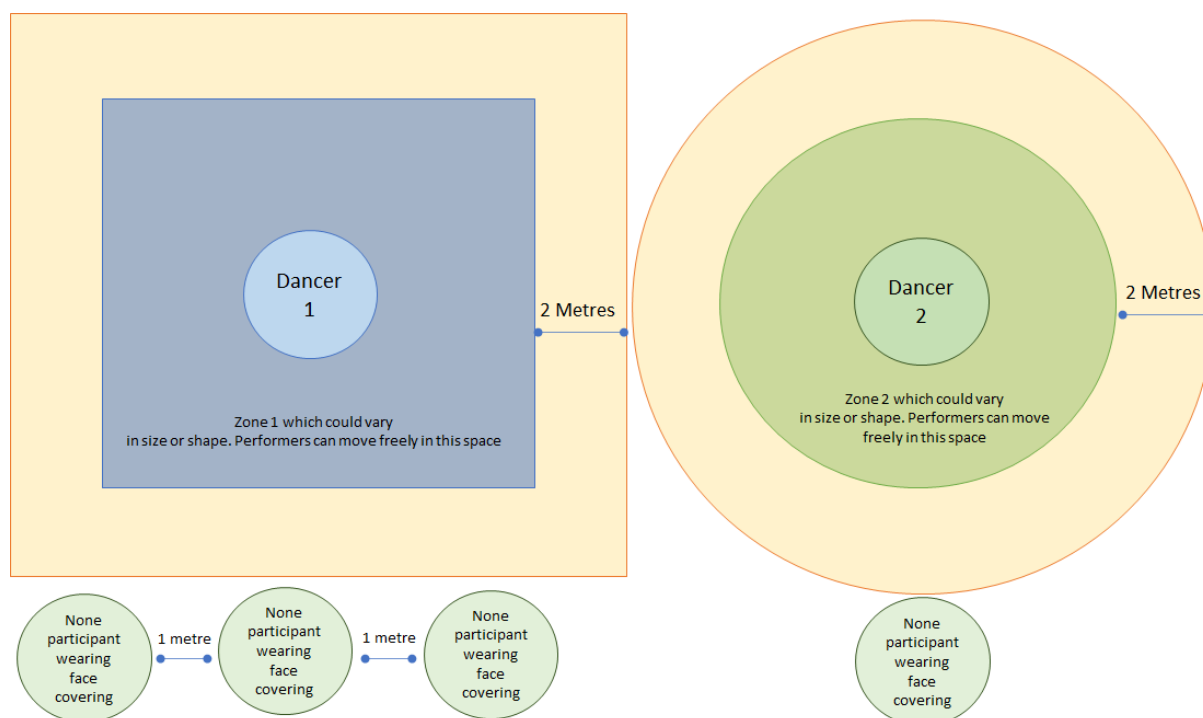 Dancer
1
2 Metres
Zone 1 which could vary
in size or shape. Performers can move freely in this space
Dancer
2
2 Metres
Zone 2 which could vary
in size or shape. Performers can move
freely in this space
None
participant
wearing
face
covering
1 metre
None
participant
wearing
face
covering
1 metre
None
participant
wearing
face
covering
None
participant
wearing
face
covering